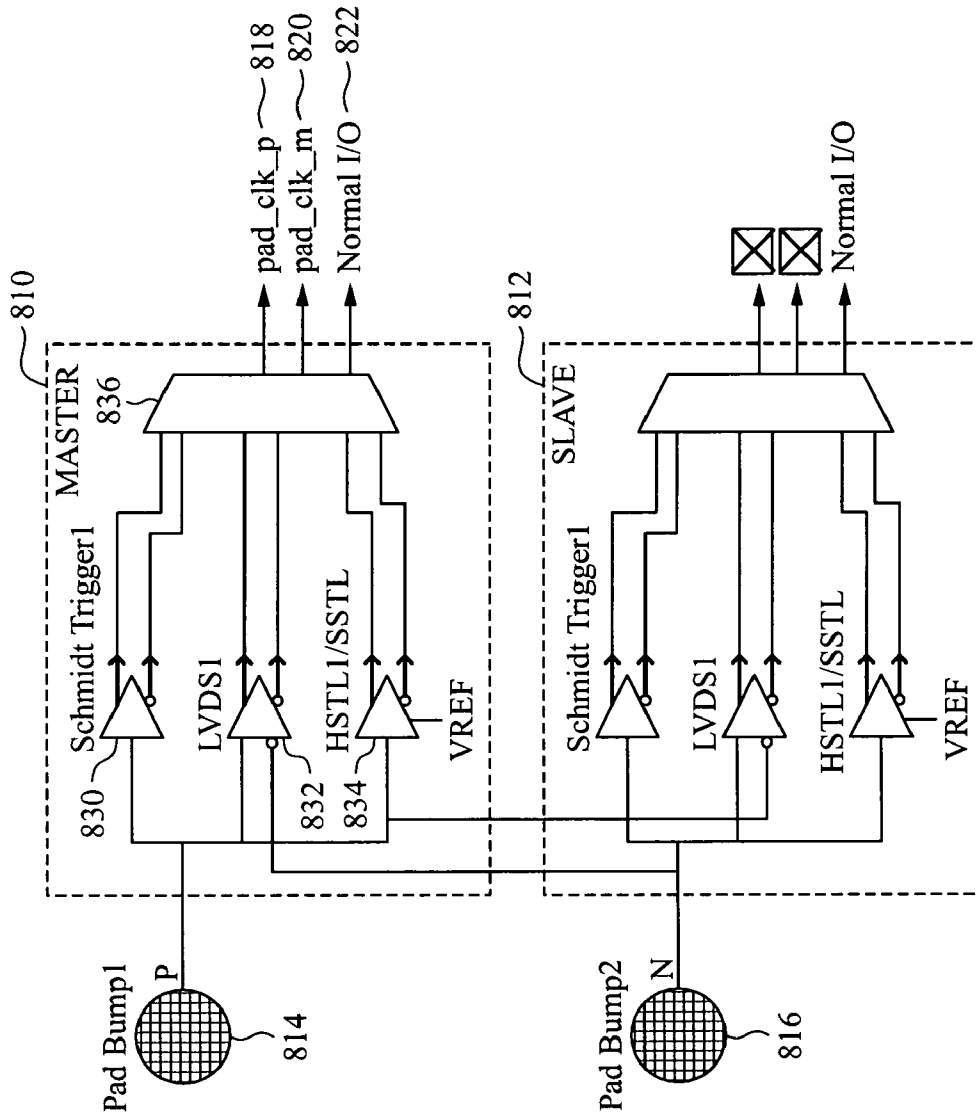 810
MASTER
Schmidt Trigger1
830
836
LVDS1
832
HSTL1/SSTL
834
VREF
Pad Bump1
P
814
pad_clk_p 818
pad_clk_m 820
Normal I/O 822
812
SLAVE
Schmidt Trigger1
LVDS1
HSTL1/SSTL
VREF
Pad Bump2
N
816
Normal I/O